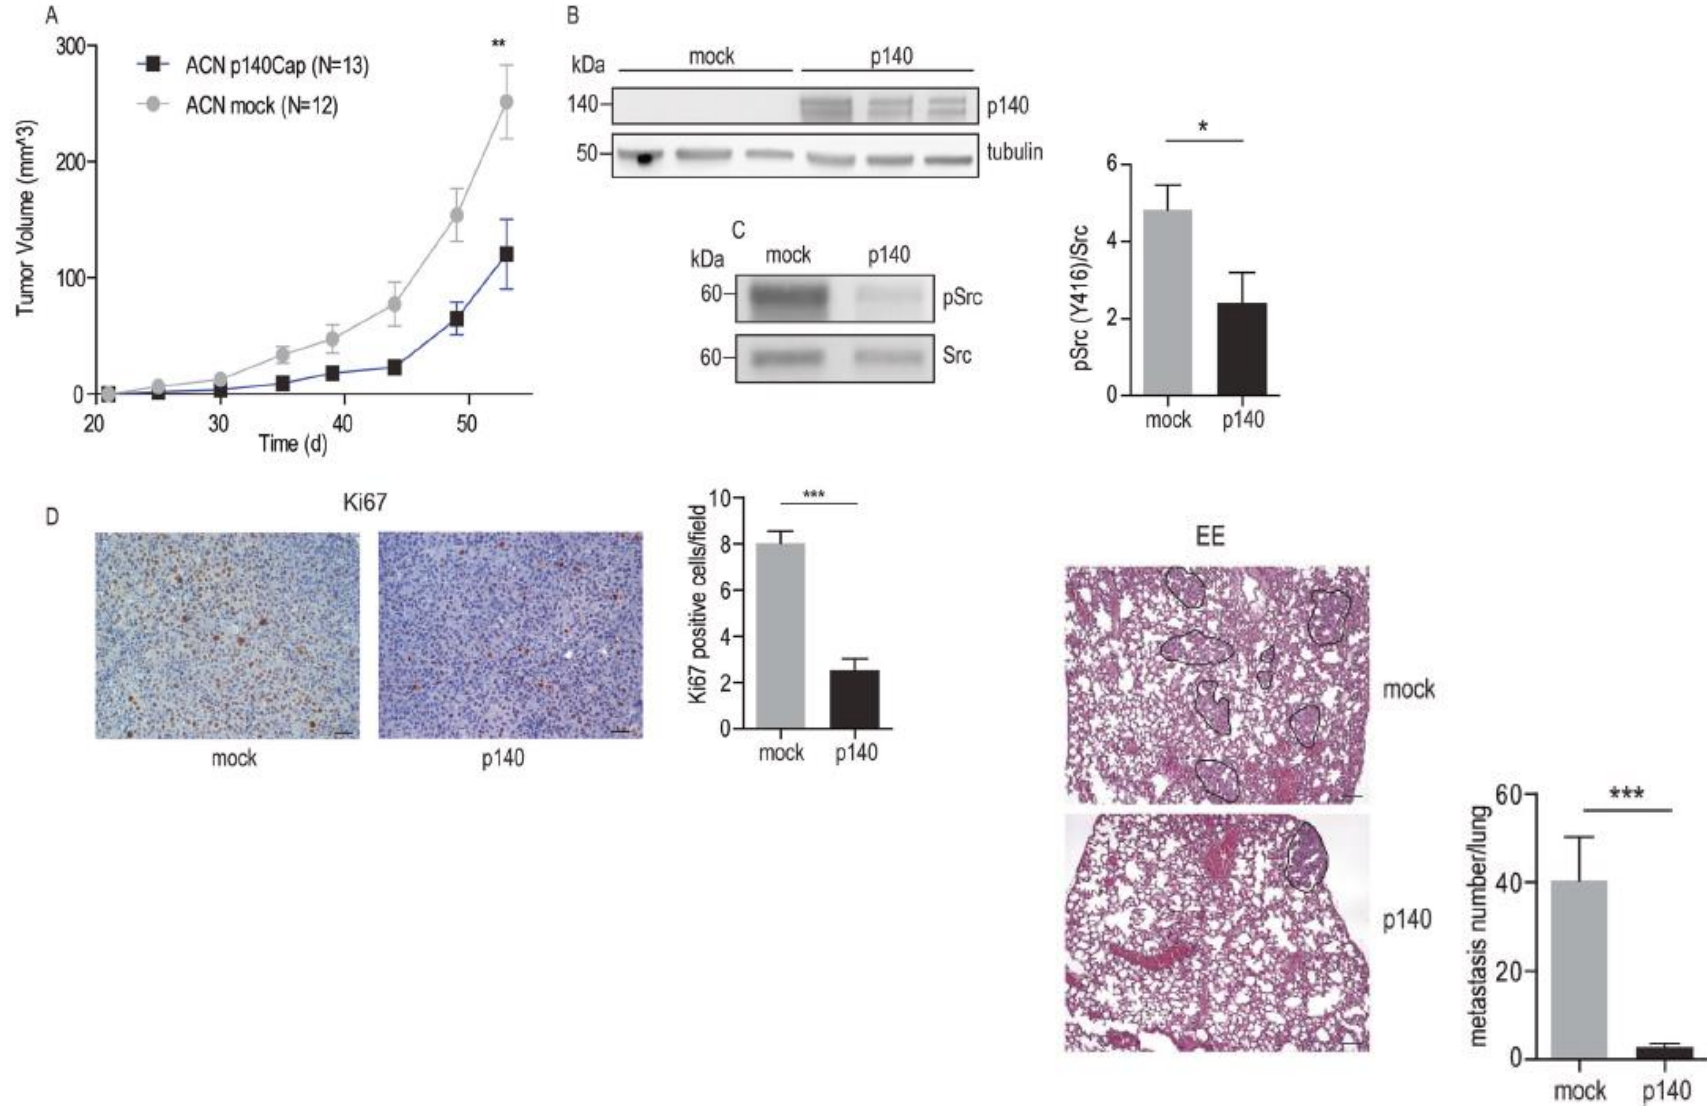 A
300
200
100
0
Tumor Volume (mm^3)
**
ACN p140Cap (N=13)
ACN mock (N=12)
20 30 40 50
Time (d)
B
kDa mock p140
140 p140
50 tubulin
C
kDa mock p140
60 pSrc
60 Src
*
6
4
2
0
pSrc (Y416)/Src
mock p140
D
Ki67
mock p140
***
10
8
6
4
2
0
Ki67 positive cells/field
mock p140
EE
mock
p140
***
60
40
20
0
metastasis number/lung
mock p140